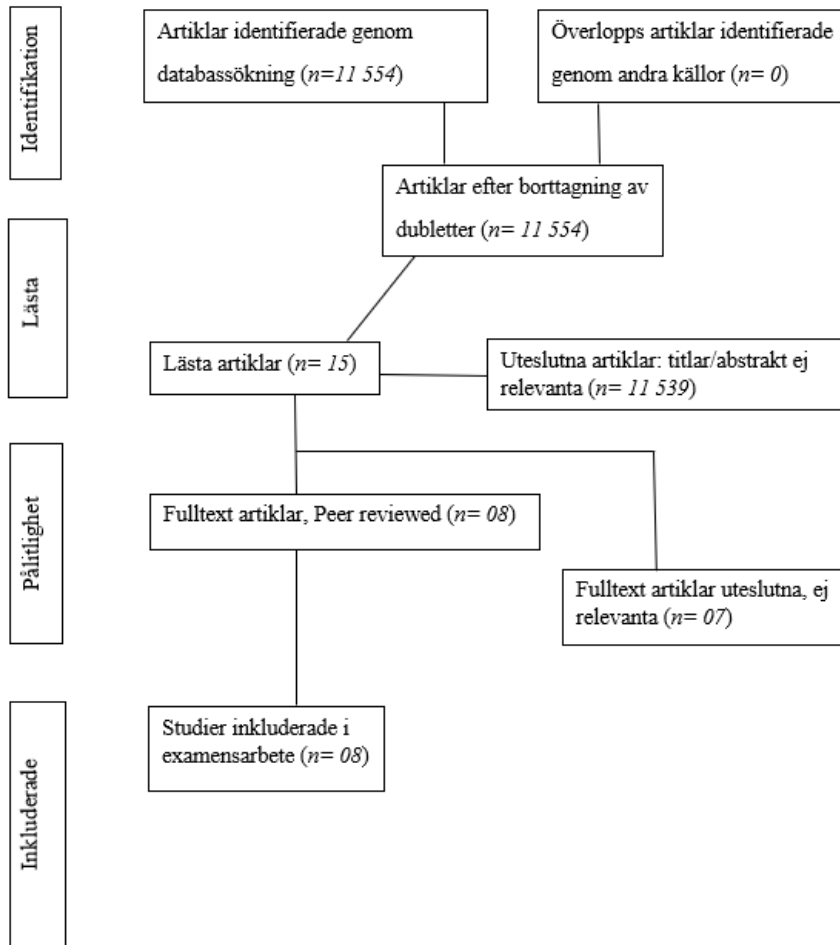 Identifikation
Artiklar identifierade genom
databassökning (n=11 554)
Överlopps artiklar identifierade
genom andra källor (n= 0)
Artiklar efter borttagning av
dubletter (n= 11 554)
Lästa
Lästa artiklar (n= 15)
Uteslutna artiklar: titlar/abstrakt ej
relevanta (n= 11 539)
Pålitlighet
Fulltext artiklar, Peer reviewed (n= 08)
Fulltext artiklar uteslutna, ej
relevanta (n= 07)
Inkluderade
Studier inkluderade i
examensarbete (n= 08)